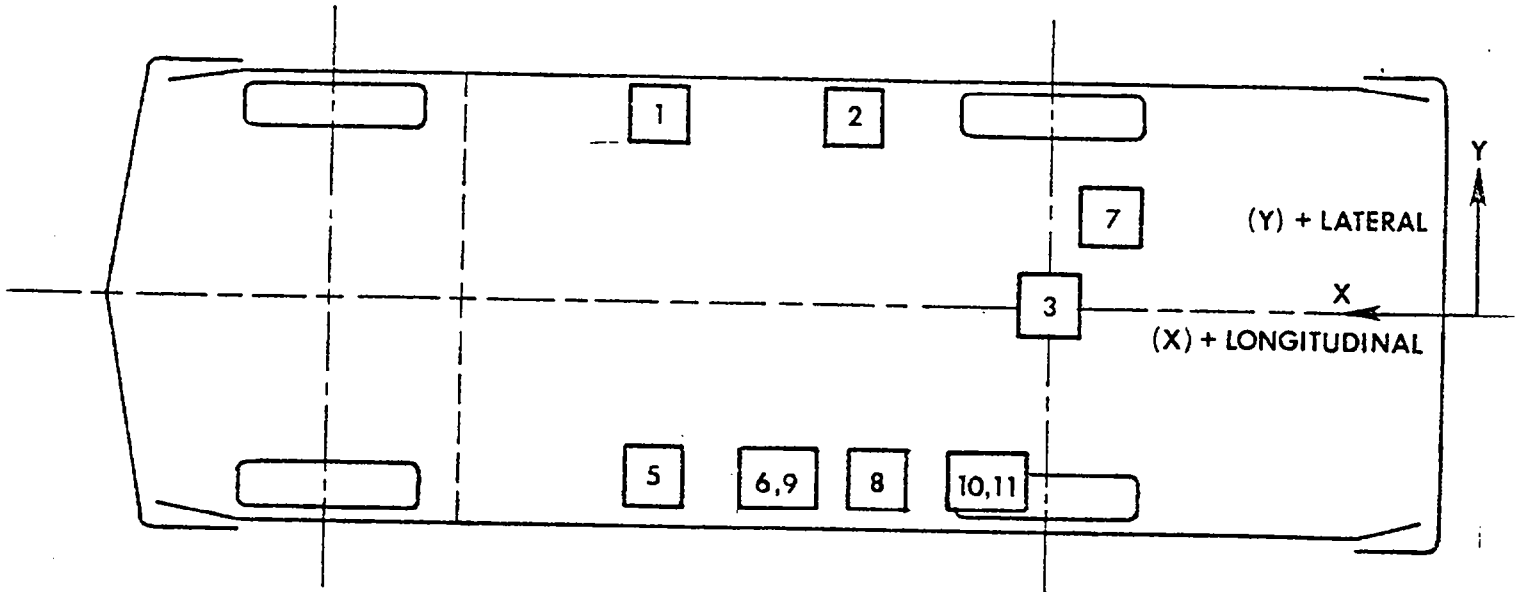 1
2
Y
7
(Y) + LATERAL
3
X
(X) + LONGITUDINAL
5
6,9
8
10,11